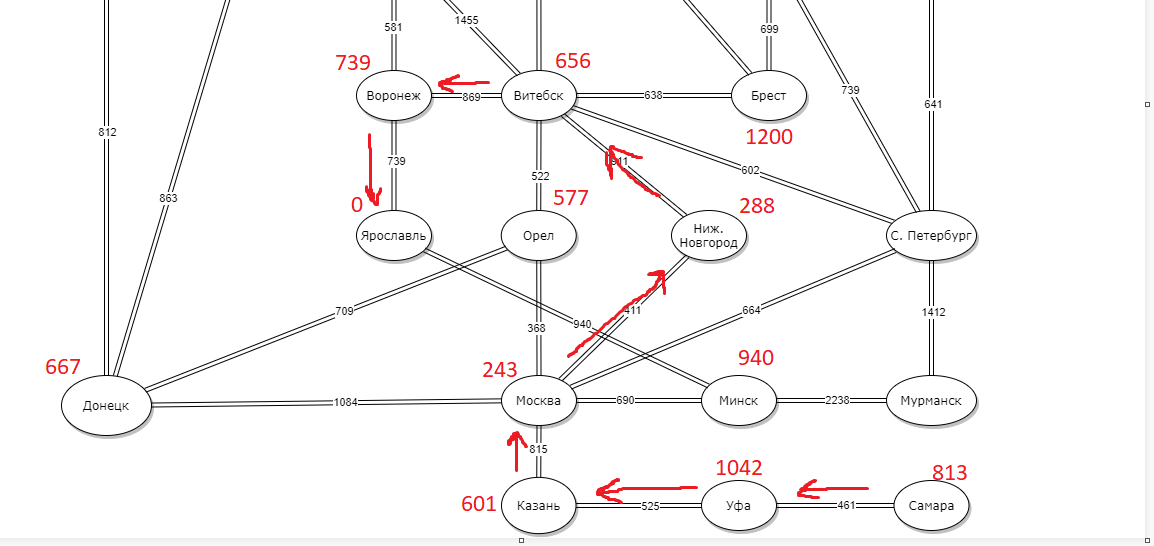 581
1455
699
739
656
Воронеж
869
Витебск
638
Брест
739
641
812
1200
739
522
911
602
863
0
577
288
Ярославль
Орел
Ниж.
Новгород
С. Петербург
709
368
940
411
664
1412
667
243
940
Донецк
1084
Москва
690
Минск
2238
Мурманск
815
1042
813
601
Казань
525
Уфа
461
Самара